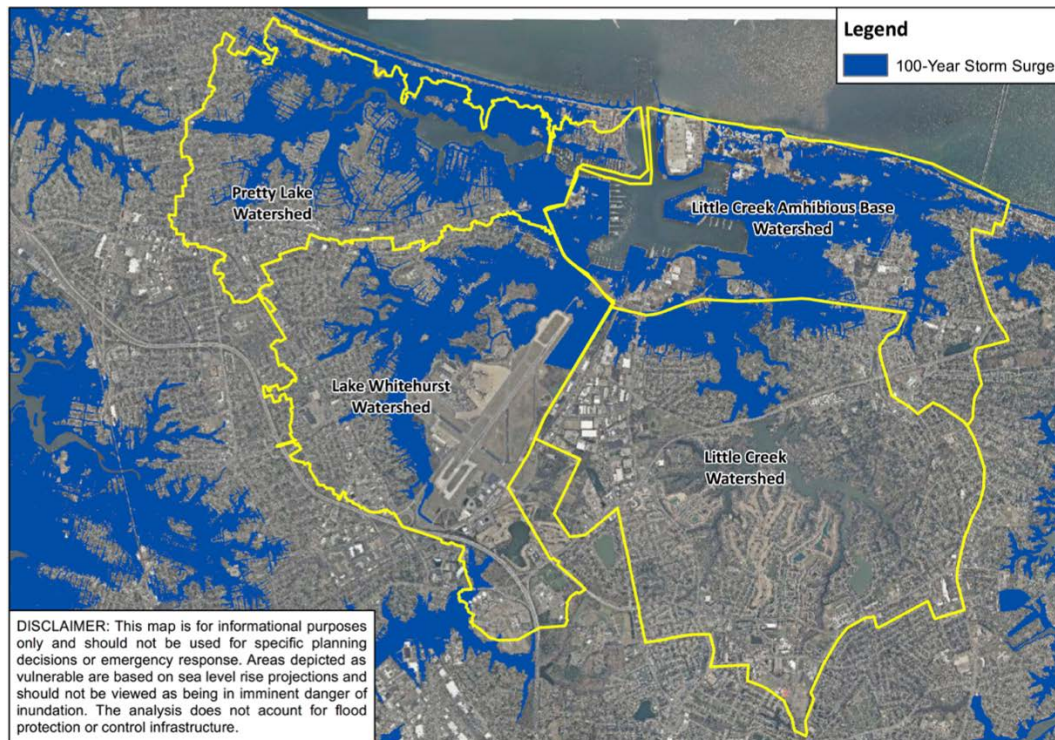 Legend
100-Year Storm Surge
Pretty Lake
Watershed
Little Creek Amhibious Base
Watershed
Lake Whitehurst
Watershed
Little Creek
Watershed
DISCLAIMER: This map is for informational purposes
only and should not be used for specific planning
decisions or emergency response. Areas depicted as
vulnerable are based on sea level rise projections and
should not be viewed as being in imminent danger of
inundation. The analysis does not acount for flood
protection or control infrastructure.